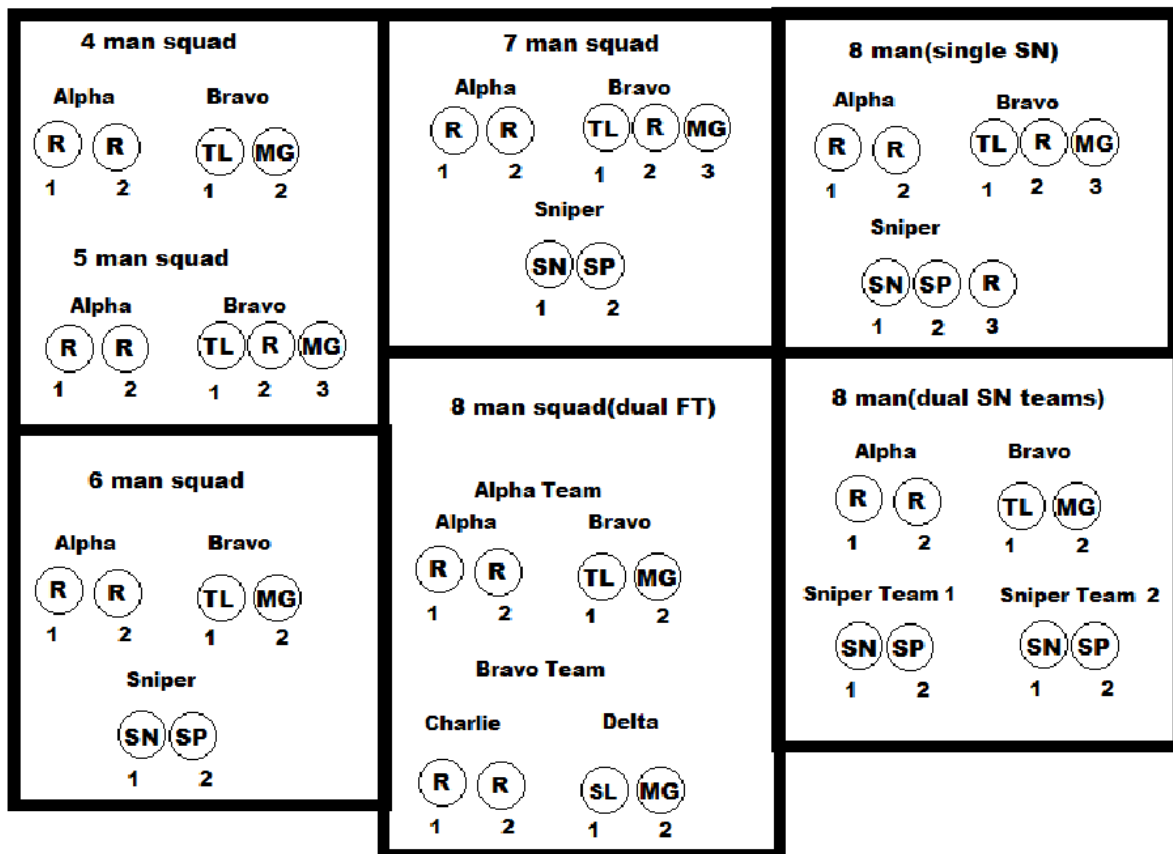 4 man squad
Alpha Bravo
R R TL MG
1 2 1 2
5 man squad
Alpha Bravo
R R TL R MG
1 2 1 2 3
6 man squad
Alpha Bravo
R R TL MG
1 2 1 2
Sniper
SN SP
1 2
7 man squad
Alpha Bravo
R R TL R MG
1 2 1 2 3
Sniper
SN SP
1 2
8 man squad(dual FT)
Alpha Team
Alpha Bravo
R R TL MG
1 2 1 2
Bravo Team
Charlie Delta
R R SL MG
1 2 1 2
8 man(single SN)
Alpha Bravo
R R TL R MG
1 2 1 2 3
Sniper
SN SP R
1 2 3
8 man(dual SN teams)
Alpha Bravo
R R TL MG
1 2 1 2
Sniper Team 1 Sniper Team 2
SN SP SN SP
1 2 1 2